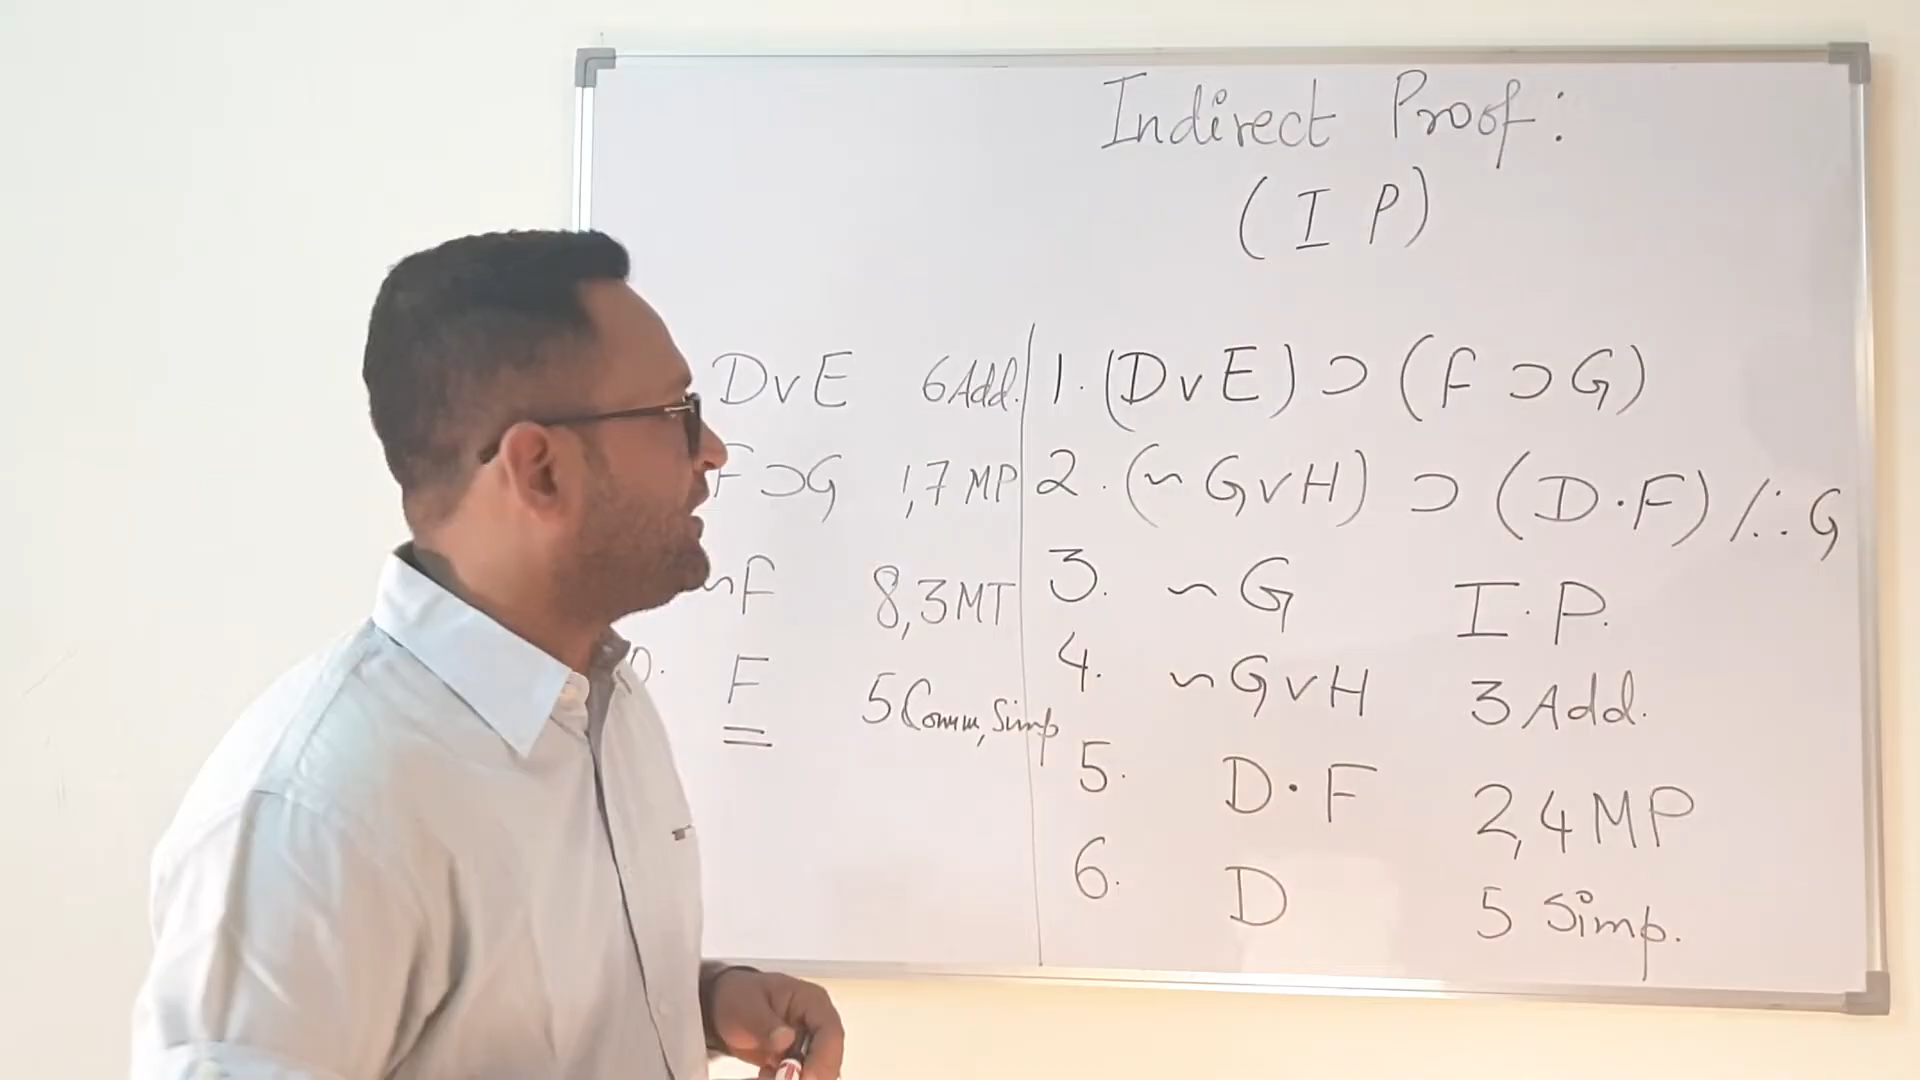 Indirect Proof:
(I P)
1. (D v E) ⊃ (F ⊃ G)
2. (~ G v H) ⊃ (D · F) /∴ G
3. ~ G I.P.
4. ~ G v H 3 Add.
5. D · F 2,4 MP
6. D 5 Simp.
D v E 6 Add.
F ⊃ G 1,7 MP
~F 8,3 MT
0. F 5 Comm, Simp